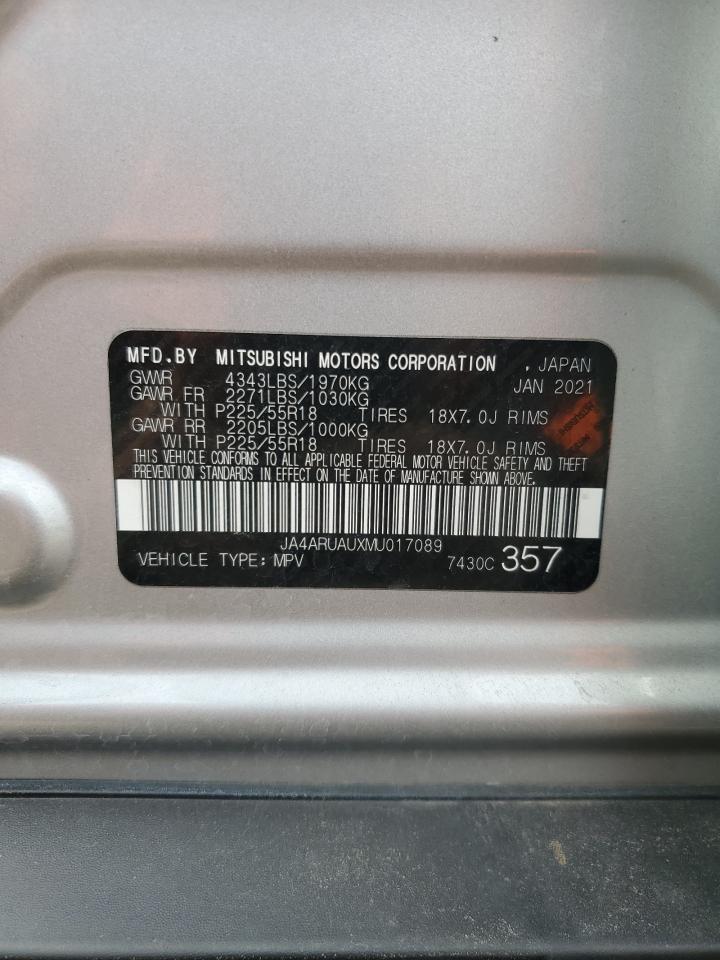 MFD.BY MITSUBISHI MOTORS CORPORATION , JAPAN
GVWR 4343LBS/1970KG JAN 2021
GAWR FR 2271LBS/1030KG
WITH P225/55R18 TIRES 18X7.0J RIMS
GAWR RR 2205LBS/1000KG
WITH P225/55R18 TIRES 18X7.0J RIMS
THIS VEHICLE CONFORMS TO ALL APPLICABLE FEDERAL MOTOR VEHICLE SAFETY AND THEFT
PREVENTION STANDARDS IN EFFECT ON THE DATE OF MANUFACTURE SHOWN ABOVE.
JA4ARUAUXMU017089
VEHICLE TYPE:MPV 7430C 357